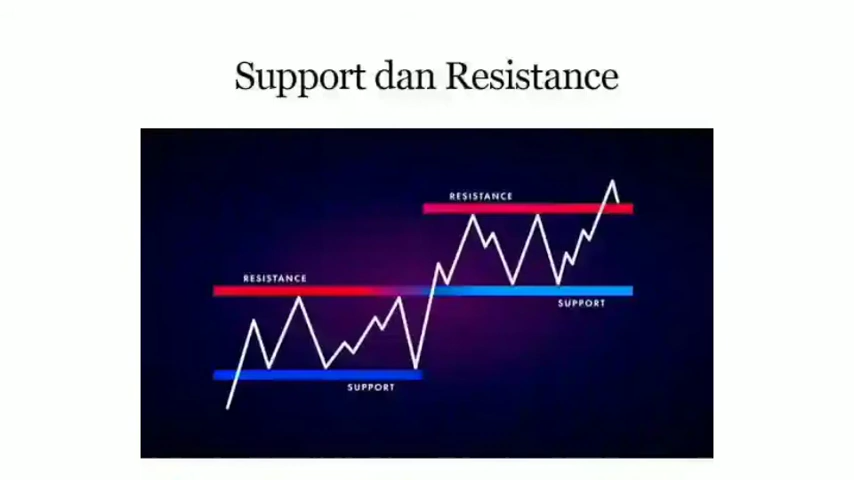 Support dan Resistance
RESISTANCE
RESISTANCE
SUPPORT
SUPPORT